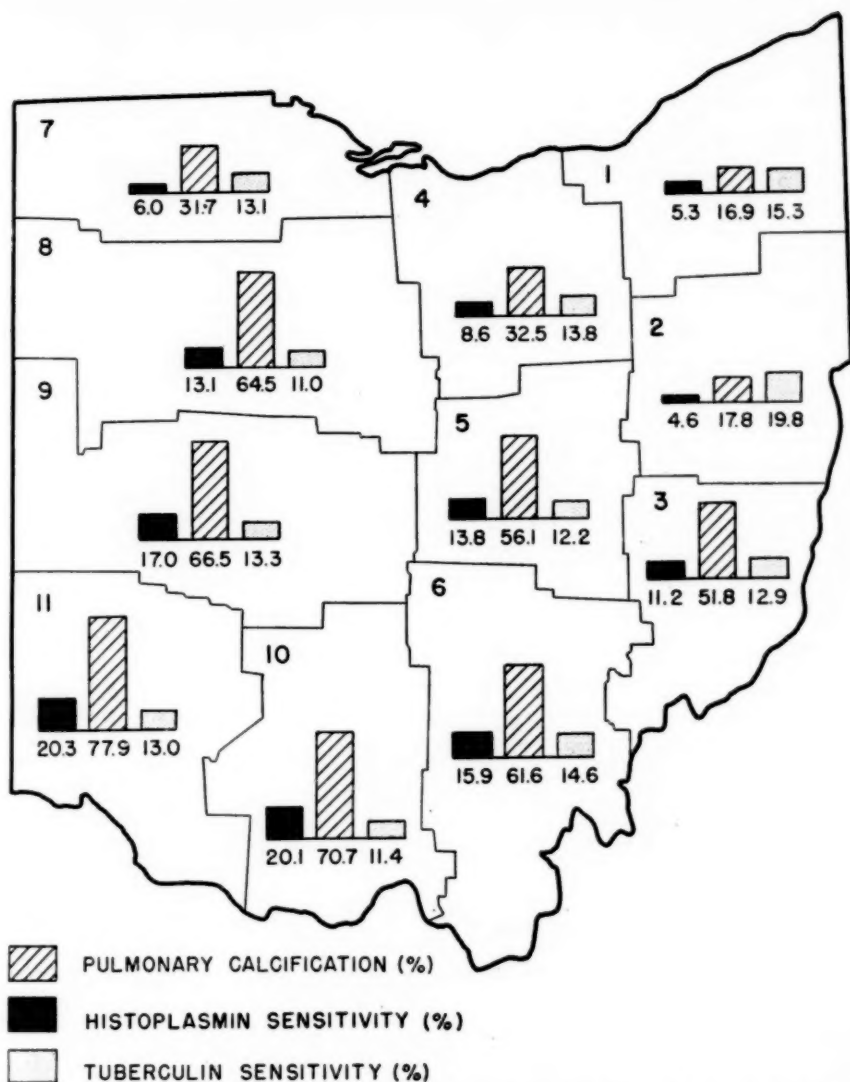 7
6.0 31.7 13.1
4
8.6 32.5 13.8
1
5.3 16.9 15.3
8
13.1 64.5 11.0
2
4.6 17.8 19.8
9
17.0 66.5 13.3
5
13.8 56.1 12.2
3
11.2 51.8 12.9
11
20.3 77.9 13.0
10
20.1 70.7 11.4
6
15.9 61.6 14.6
PULMONARY CALCIFICATION (%)
HISTOPLASMIN SENSITIVITY (%)
TUBERCULIN SENSITIVITY (%)